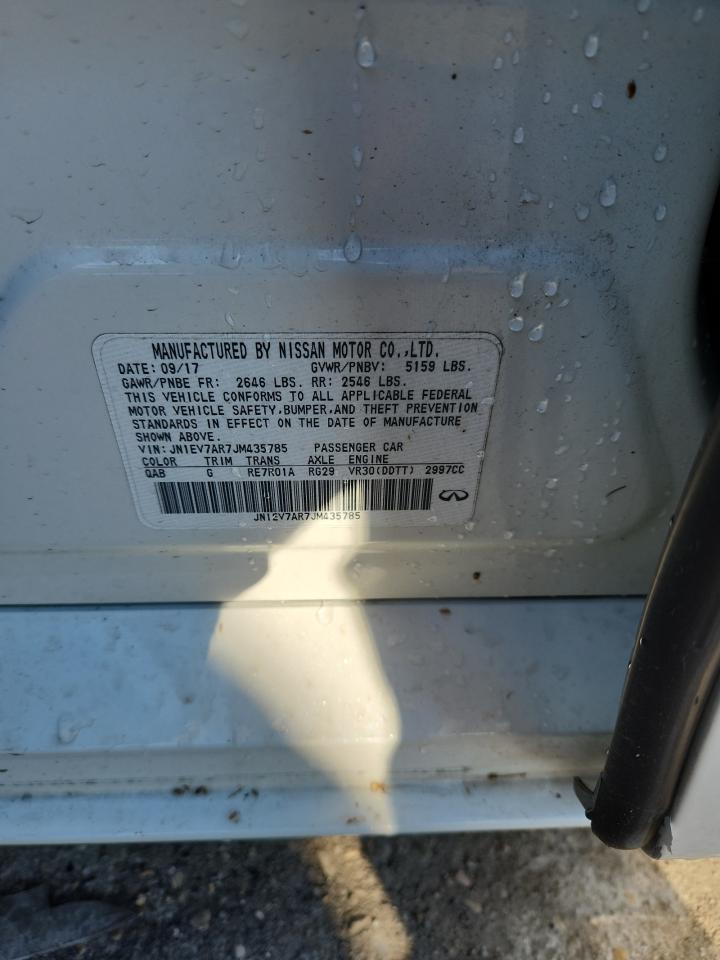 MANUFACTURED BY NISSAN MOTOR CO.,LTD.
DATE: 09/17 GVWR/PNBV: 5159 LBS.
GAWR/PNBE FR: 2646 LBS. RR: 2546 LBS.
THIS VEHICLE CONFORMS TO ALL APPLICABLE FEDERAL
MOTOR VEHICLE SAFETY,BUMPER,AND THEFT PREVENTION
STANDARDS IN EFFECT ON THE DATE OF MANUFACTURE
SHOWN ABOVE.
VIN: JN1EV7AR7JM435785 PASSENGER CAR
COLOR TRIM TRANS AXLE ENGINE
QAB G RE7R01A RG29 VR30(DDTT) 2997CC
JN12V7AR7JM435785